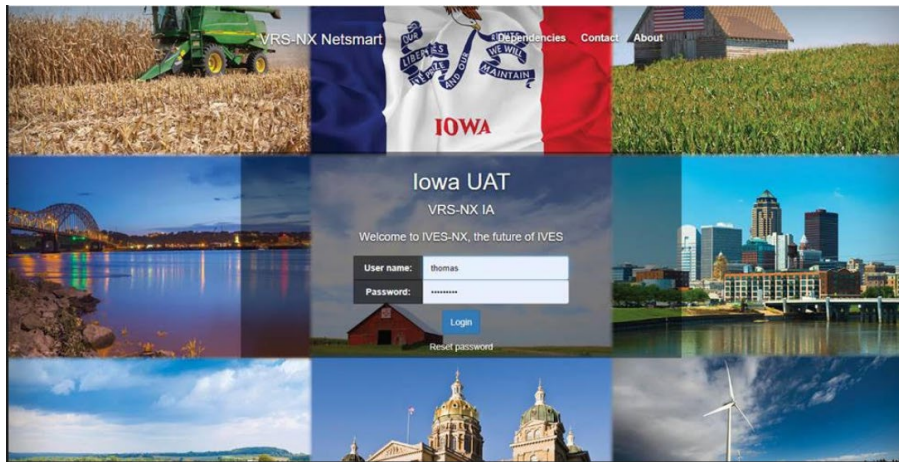 VRS-NX Netsmart
Dependencies Contact About
OUR LIBERTIES WE PRIZE AND OUR WE WILL MAINTAIN
IOWA
Iowa UAT
VRS-NX IA
Welcome to IVES-NX, the future of IVES
User name: thomas
Password: •••••••••
Login
Reset password